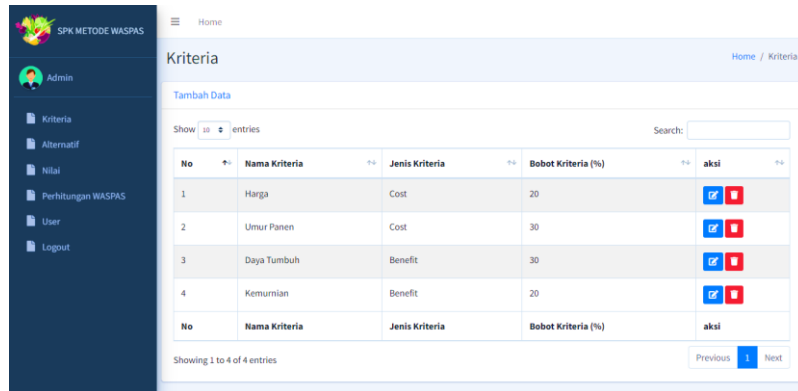 SPK METODE WASPAS
Admin
Kriteria
Alternatif
Nilai
Perhitungan WASPAS
User
Logout
Home
Kriteria
Home / Kriteria
Tambah Data
Show 10 entries
Search:
No Nama Kriteria Jenis Kriteria Bobot Kriteria (%) aksi
1 Harga Cost 20
2 Umur Panen Cost 30
3 Daya Tumbuh Benefit 30
4 Kemurnian Benefit 20
No Nama Kriteria Jenis Kriteria Bobot Kriteria (%) aksi
Showing 1 to 4 of 4 entries
Previous 1 Next